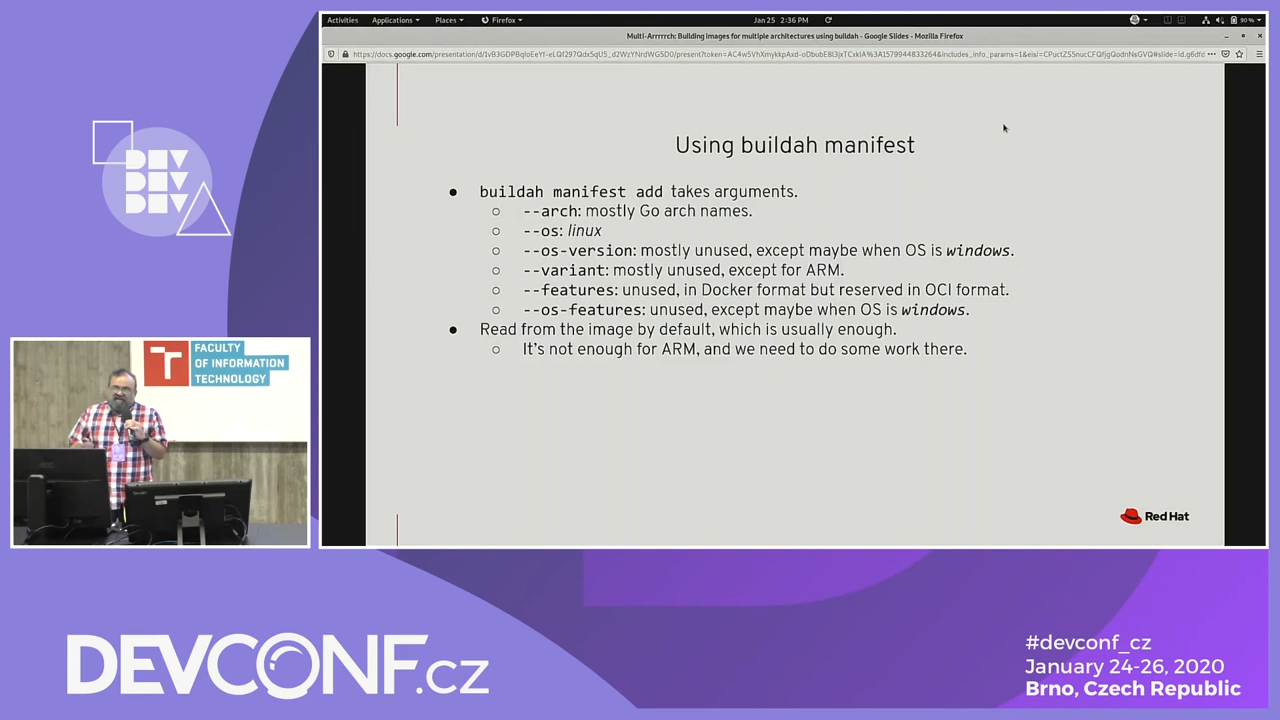 Activities Applications Places Firefox Jan 25 2:36 PM 90 %
Multi-Arrrrrch: Building images for multiple architectures using buildah - Google Slides - Mozilla Firefox
Using buildah manifest
● buildah manifest add takes arguments.
○ --arch: mostly Go arch names.
○ --os: linux
○ --os-version: mostly unused, except maybe when OS is windows.
○ --variant: mostly unused, except for ARM.
○ --features: unused, in Docker format but reserved in OCI format.
○ --os-features: unused, except maybe when OS is windows.
● Read from the image by default, which is usually enough.
○ It's not enough for ARM, and we need to do some work there.
Red Hat
DEV
DEV
DEV
T FACULTY
OF INFORMATION
TECHNOLOGY
DEVCONF.cz
#devconf_cz
January 24-26, 2020
Brno, Czech Republic